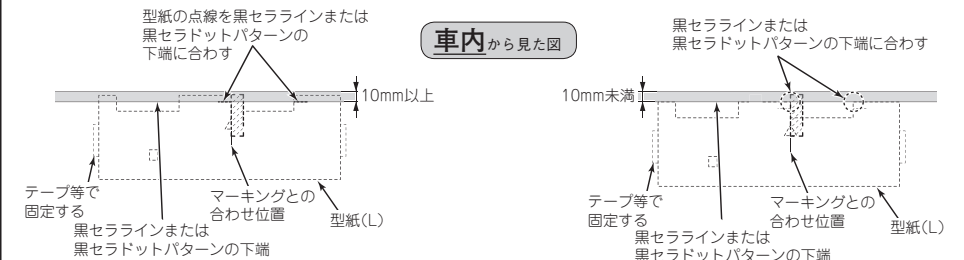 型紙の点線を黒セララインまたは
黒セラドットパターンの
下端に合わす
車内から見た図
10mm以上
テープ等で
固定する
マーキングとの
合わせ位置
型紙(L)
黒セララインまたは
黒セラドットパターンの下端
黒セララインまたは
黒セラドットパターンの下端に合わす
10mm未満
テープ等で
固定する
マーキングとの
合わせ位置
型紙(L)
黒セララインまたは
黒セラドットパターンの下端